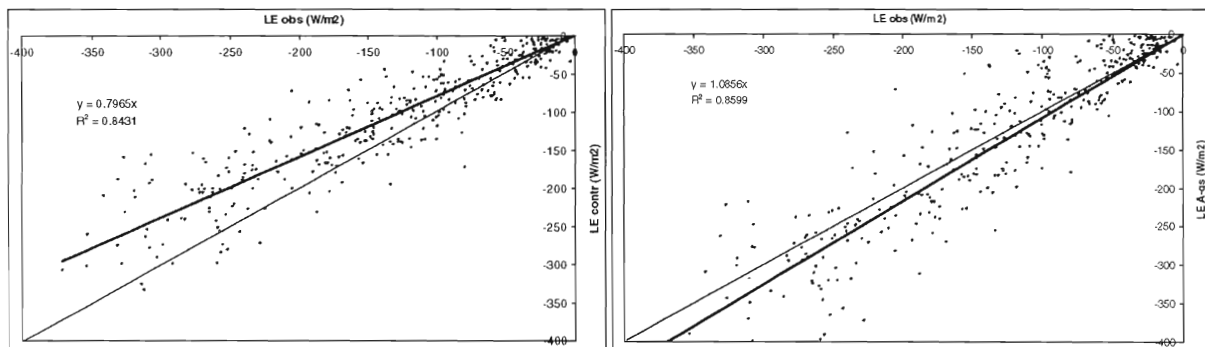 LE obs (W/m2)
-400 -350 -300 -250 -200 -150 -100 -50 0
0
-50
-100
-150
-200
-250
-300
-350
-400
y = 0.7965x
R² = 0.8431
LE contr (W/m2)
LE obs (W/m2)
-400 -350 -300 -250 -200 -150 -100 -50 0
0
-50
-100
-150
-200
-250
-300
-350
-400
y = 1.0856x
R² = 0.8599
LE A-gs (W/m2)